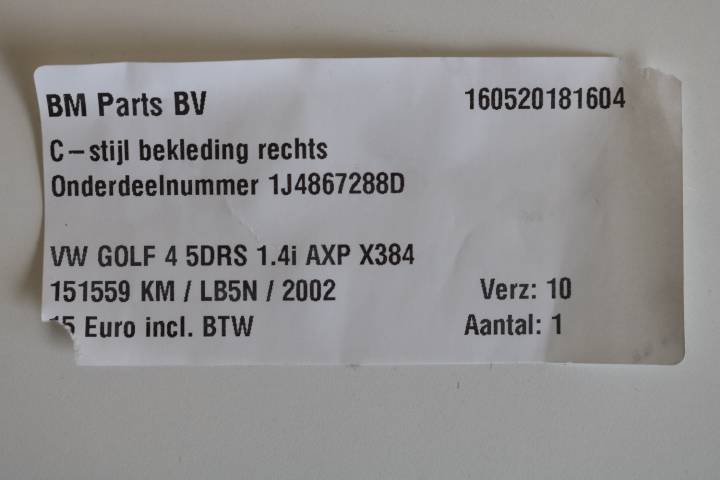 BM Parts BV 160520181604
C-stijl bekleding rechts
Onderdeelnummer 1J4867288D
VW GOLF 4 5DRS 1.4i AXP X384
151559 KM / LB5N / 2002 Verz: 10
15 Euro incl. BTW Aantal: 1